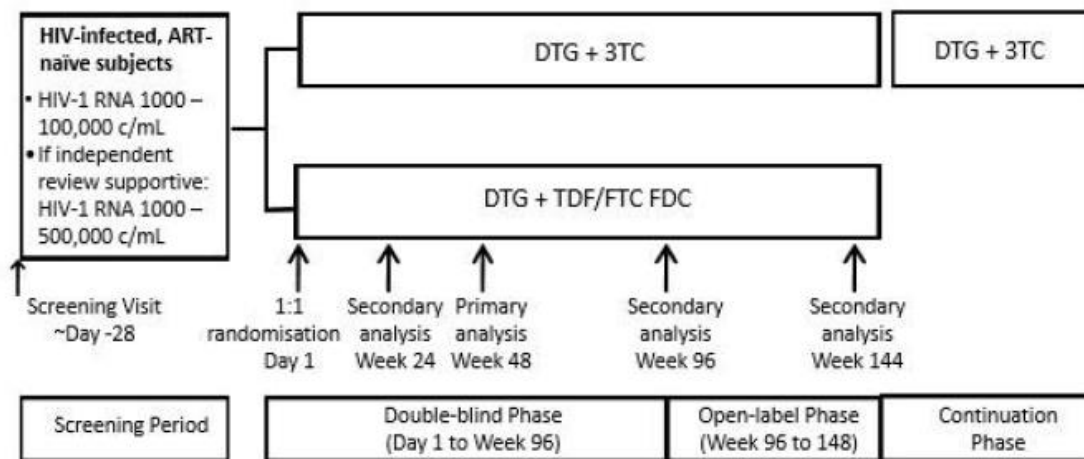 HIV-infected, ART-
naïve subjects
• HIV-1 RNA 1000 –
100,000 c/mL
• If independent
review supportive:
HIV-1 RNA 1000 –
500,000 c/mL
DTG + 3TC
DTG + 3TC
DTG + TDF/FTC FDC
Screening Visit
~Day -28
1:1
randomisation
Day 1
Secondary
analysis
Week 24
Primary
analysis
Week 48
Secondary
analysis
Week 96
Secondary
analysis
Week 144
Screening Period
Double-blind Phase
(Day 1 to Week 96)
Open-label Phase
(Week 96 to 148)
Continuation
Phase